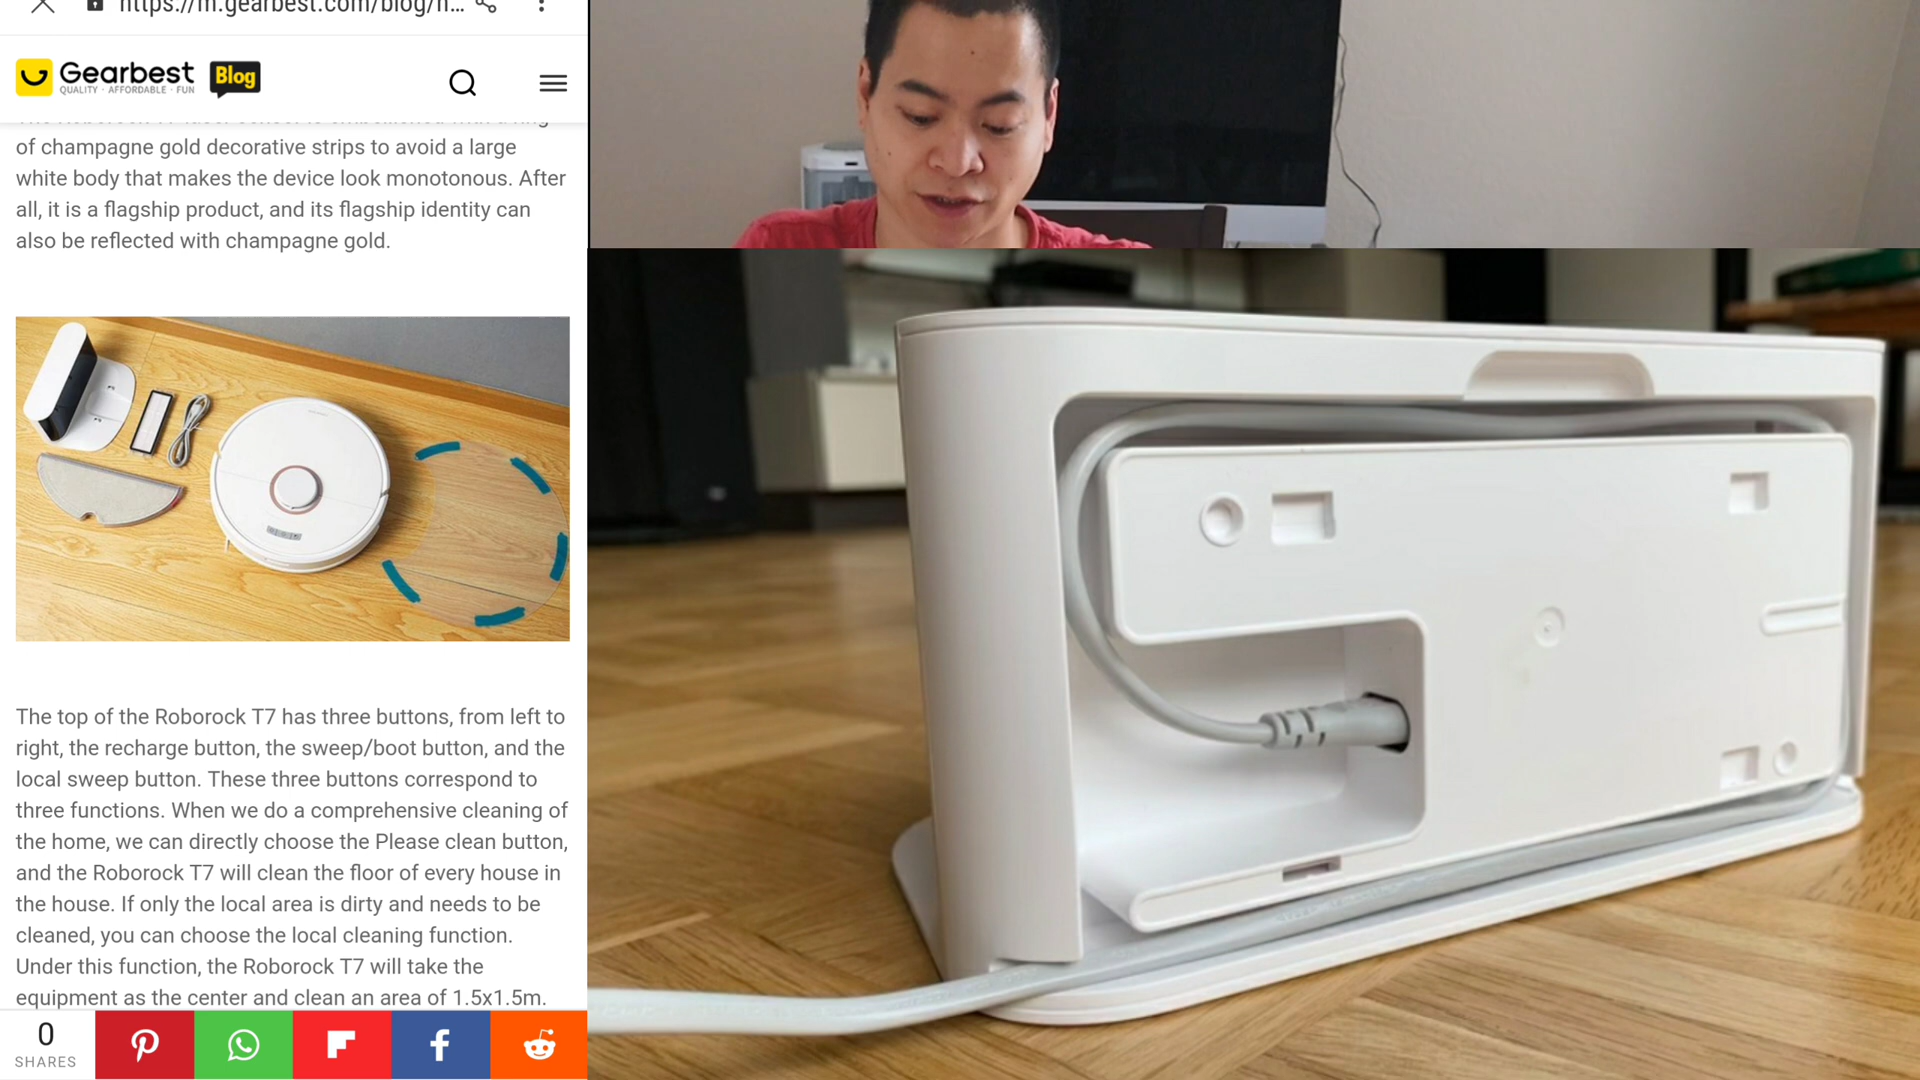 https://m.gearbest.com/blog/n...
Gearbest Blog
QUALITY · AFFORDABLE · FUN
of champagne gold decorative strips to avoid a large
white body that makes the device look monotonous. After
all, it is a flagship product, and its flagship identity can
also be reflected with champagne gold.
The top of the Roborock T7 has three buttons, from left to
right, the recharge button, the sweep/boot button, and the
local sweep button. These three buttons correspond to
three functions. When we do a comprehensive cleaning of
the home, we can directly choose the Please clean button,
and the Roborock T7 will clean the floor of every house in
the house. If only the local area is dirty and needs to be
cleaned, you can choose the local cleaning function.
Under this function, the Roborock T7 will take the
equipment as the center and clean an area of 1.5x1.5m.
0
SHARES